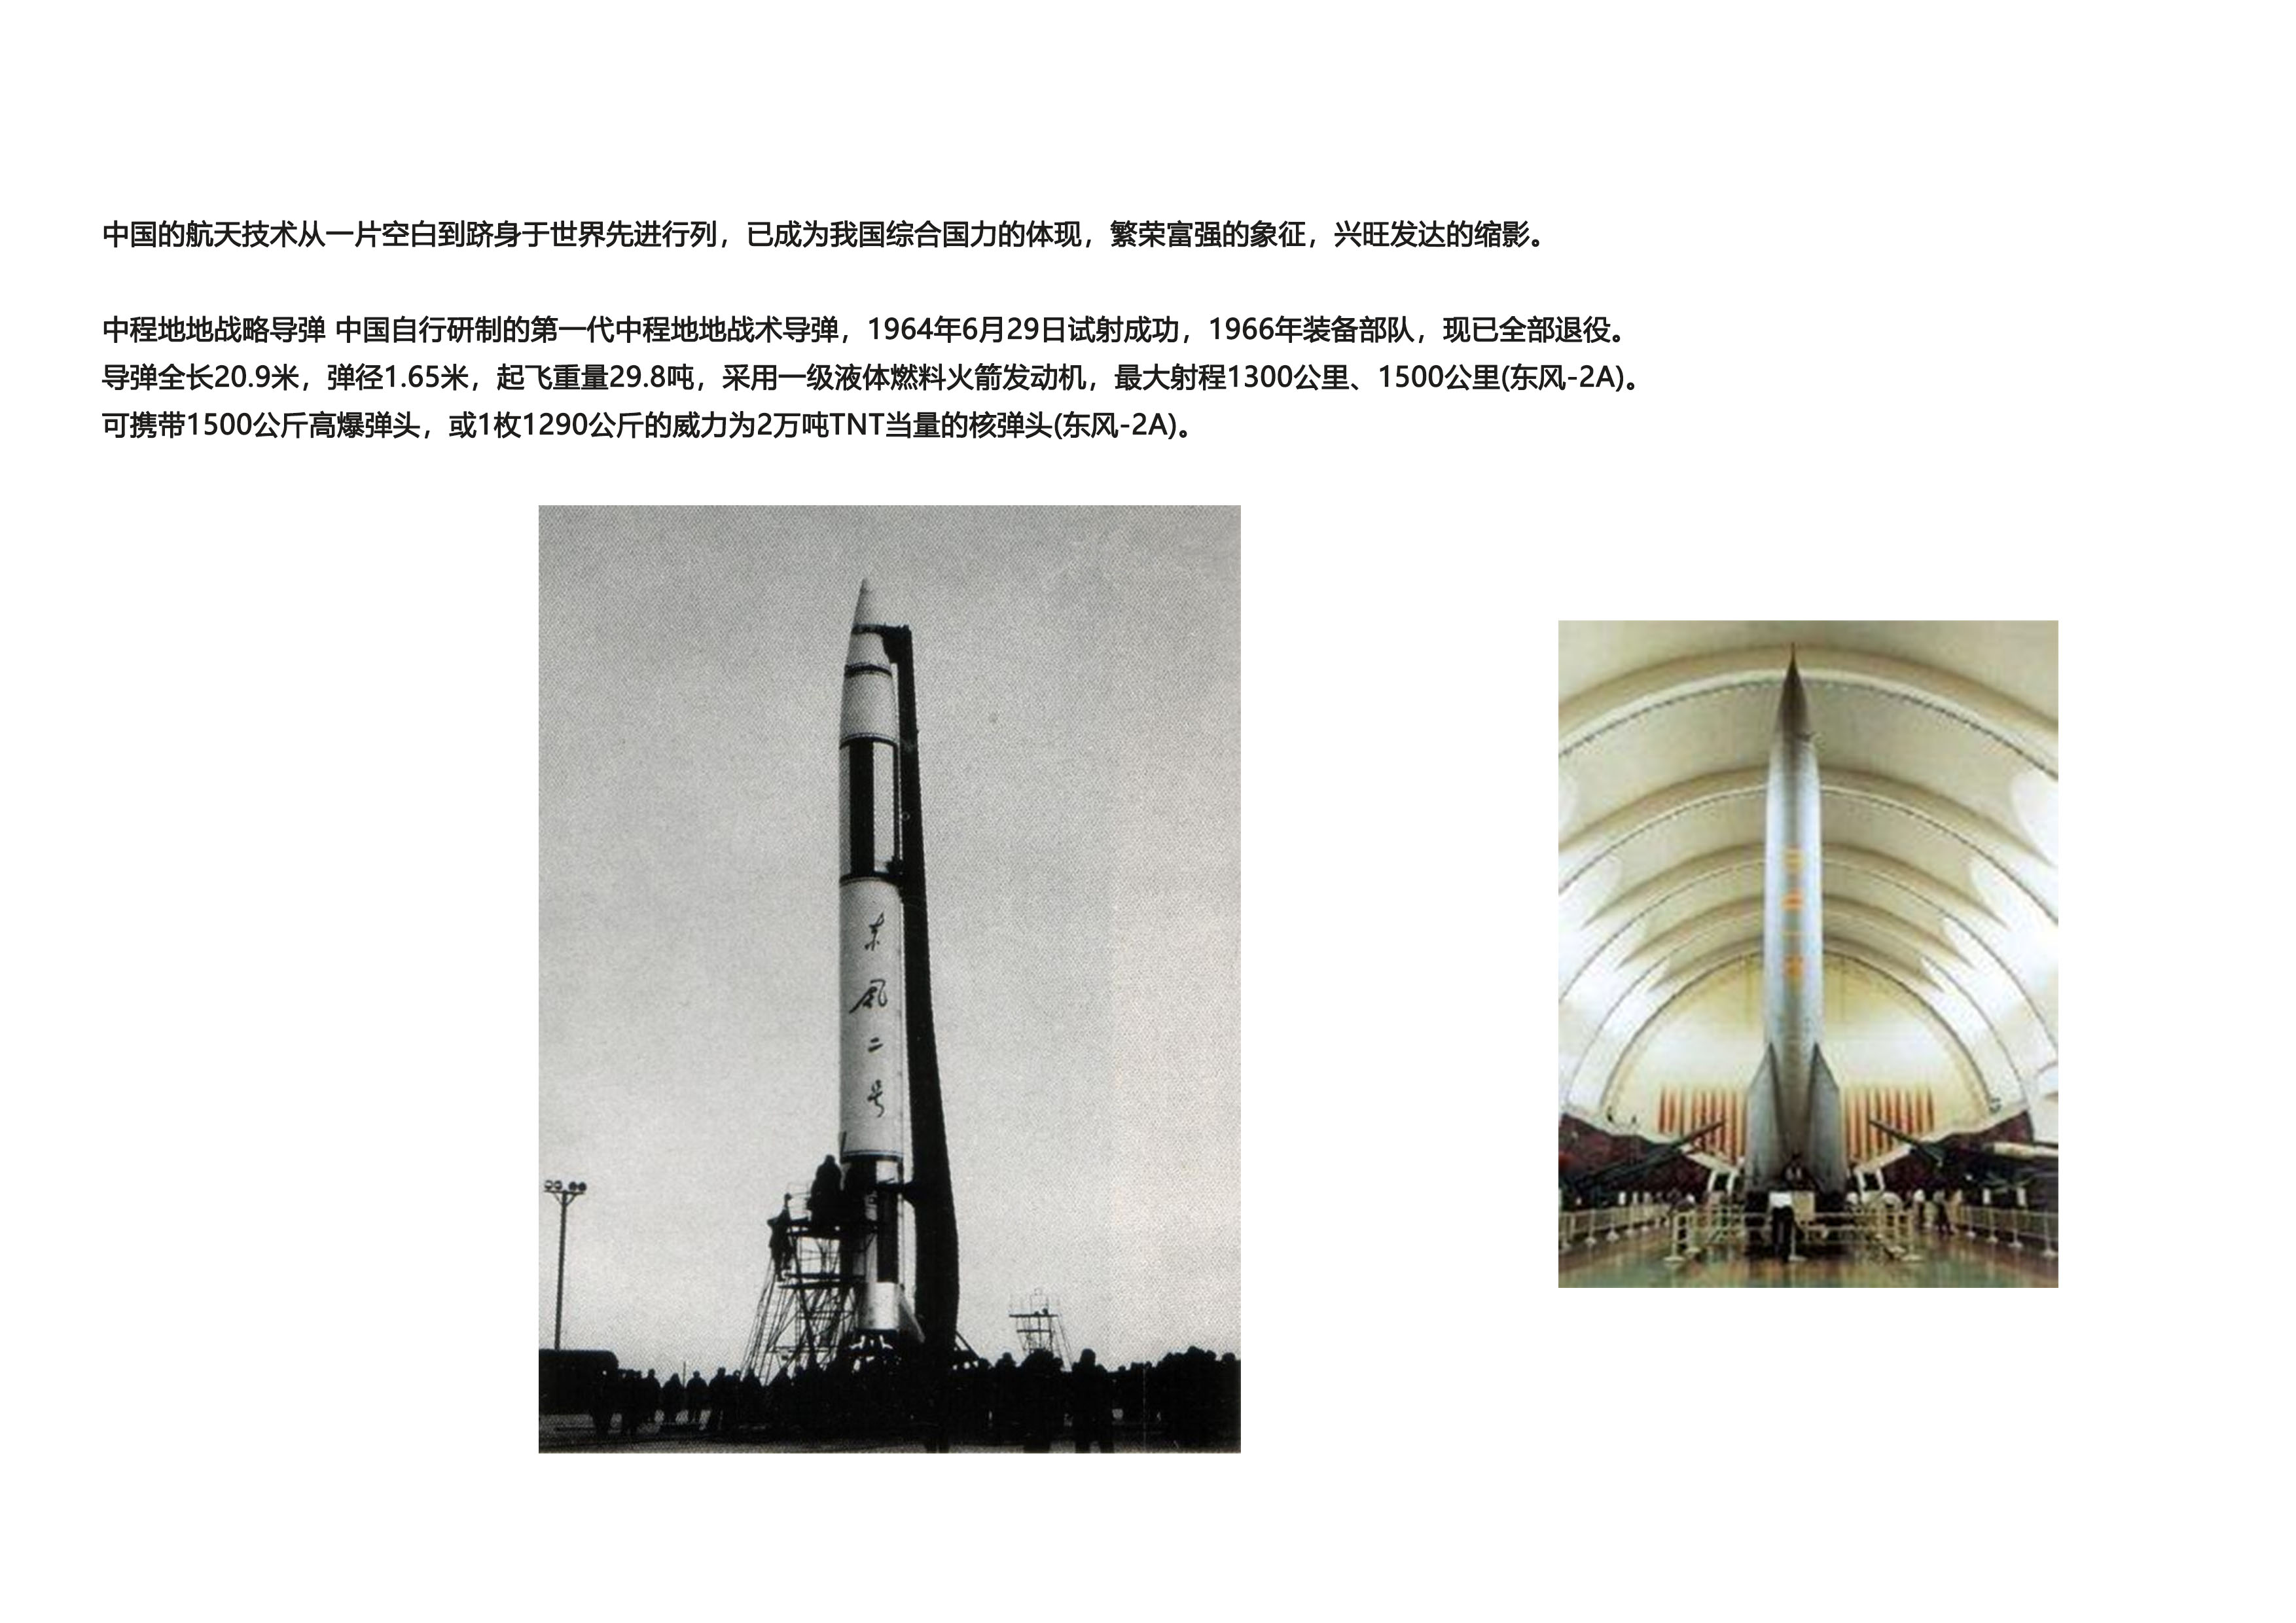 中国的航天技术从一片空白到跻身于世界先进行列，已成为我国综合国力的体现，繁荣富强的象征，兴旺发达的缩影。
中程地地战略导弹 中国自行研制的第一代中程地地战术导弹，1964年6月29日试射成功，1966年装备部队，现已全部退役。
导弹全长20.9米，弹径1.65米，起飞重量29.8吨，采用一级液体燃料火箭发动机，最大射程1300公里、1500公里(东风-2A)。
可携带1500公斤高爆弹头，或1枚1290公斤的威力为2万吨TNT当量的核弹头(东风-2A)。
东风二号